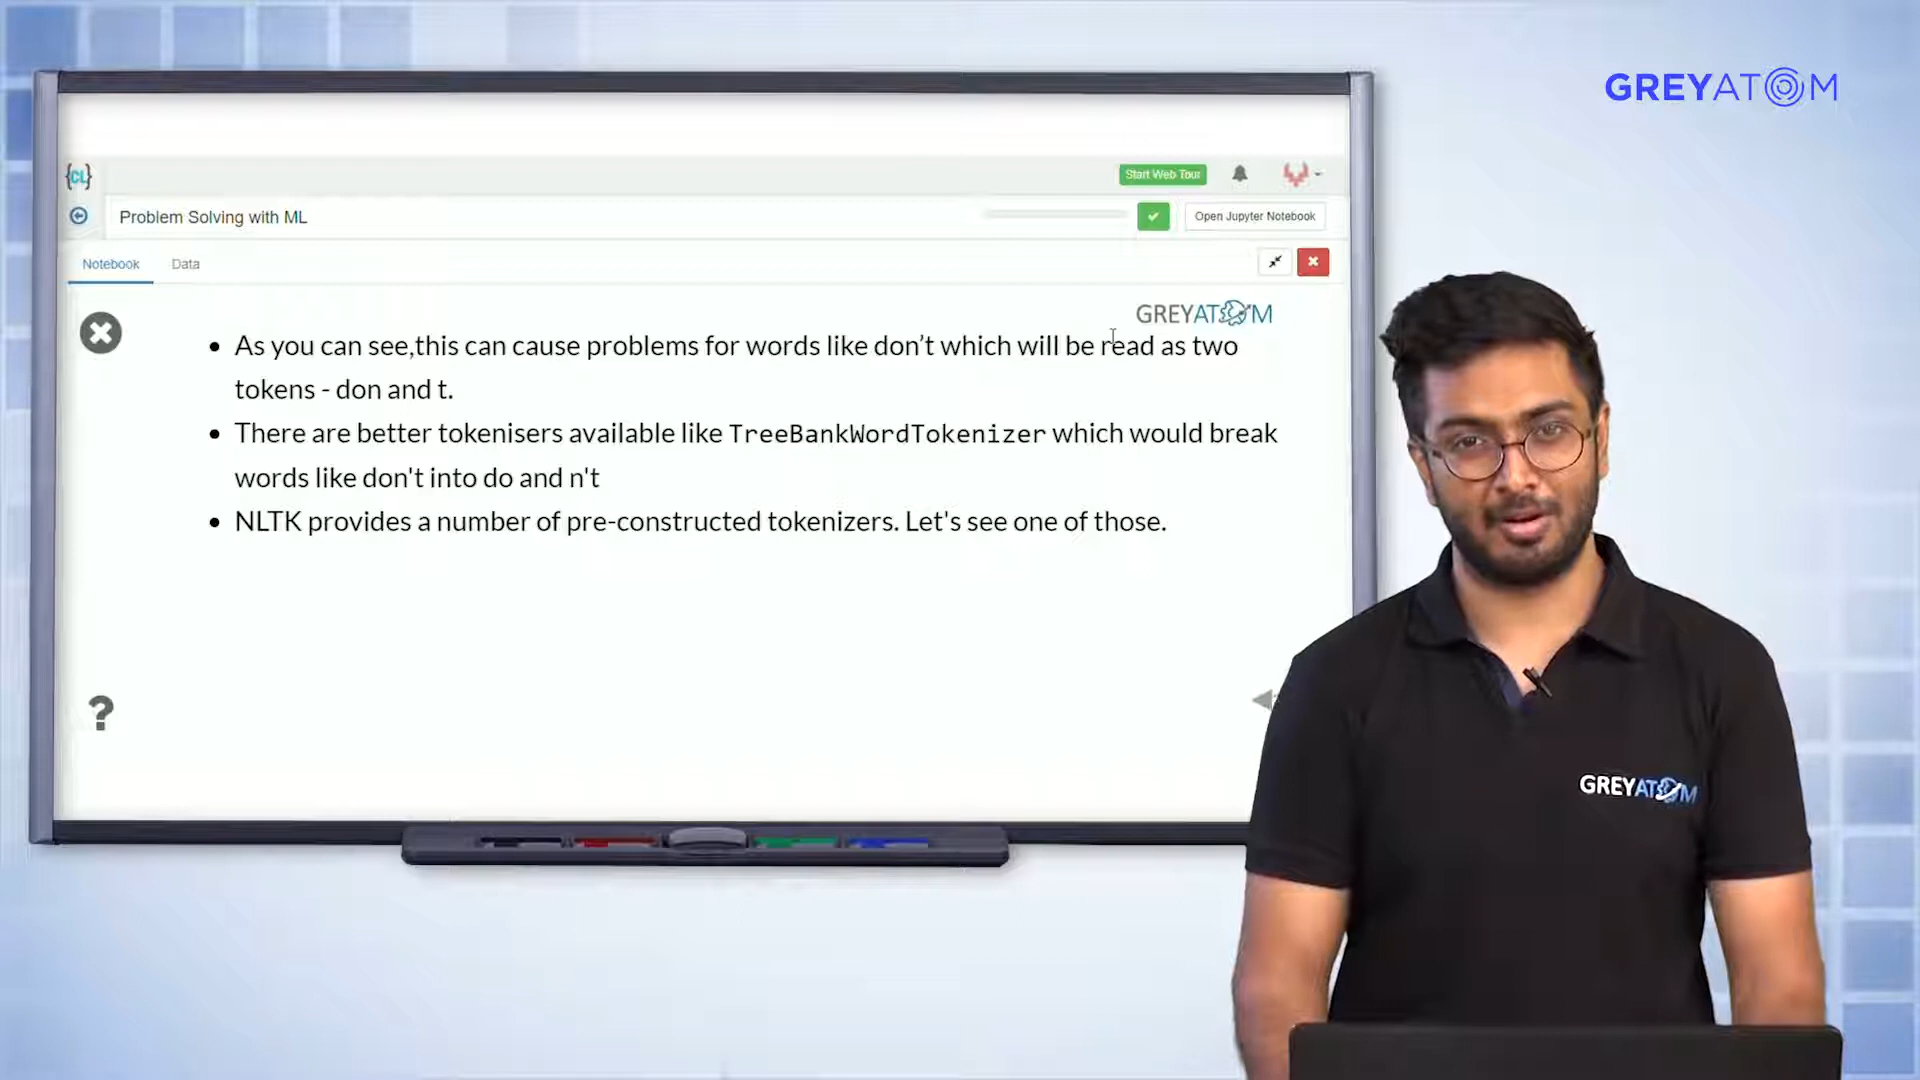 GREYATOM
{CL}
Start Web Tour
Problem Solving with ML
Open Jupyter Notebook
Notebook
Data
GREYATOM
• As you can see,this can cause problems for words like don’t which will be read as two
tokens - don and t.
• There are better tokenisers available like TreeBankWordTokenizer which would break
words like don't into do and n't
• NLTK provides a number of pre-constructed tokenizers. Let's see one of those.
?
GREYATOM